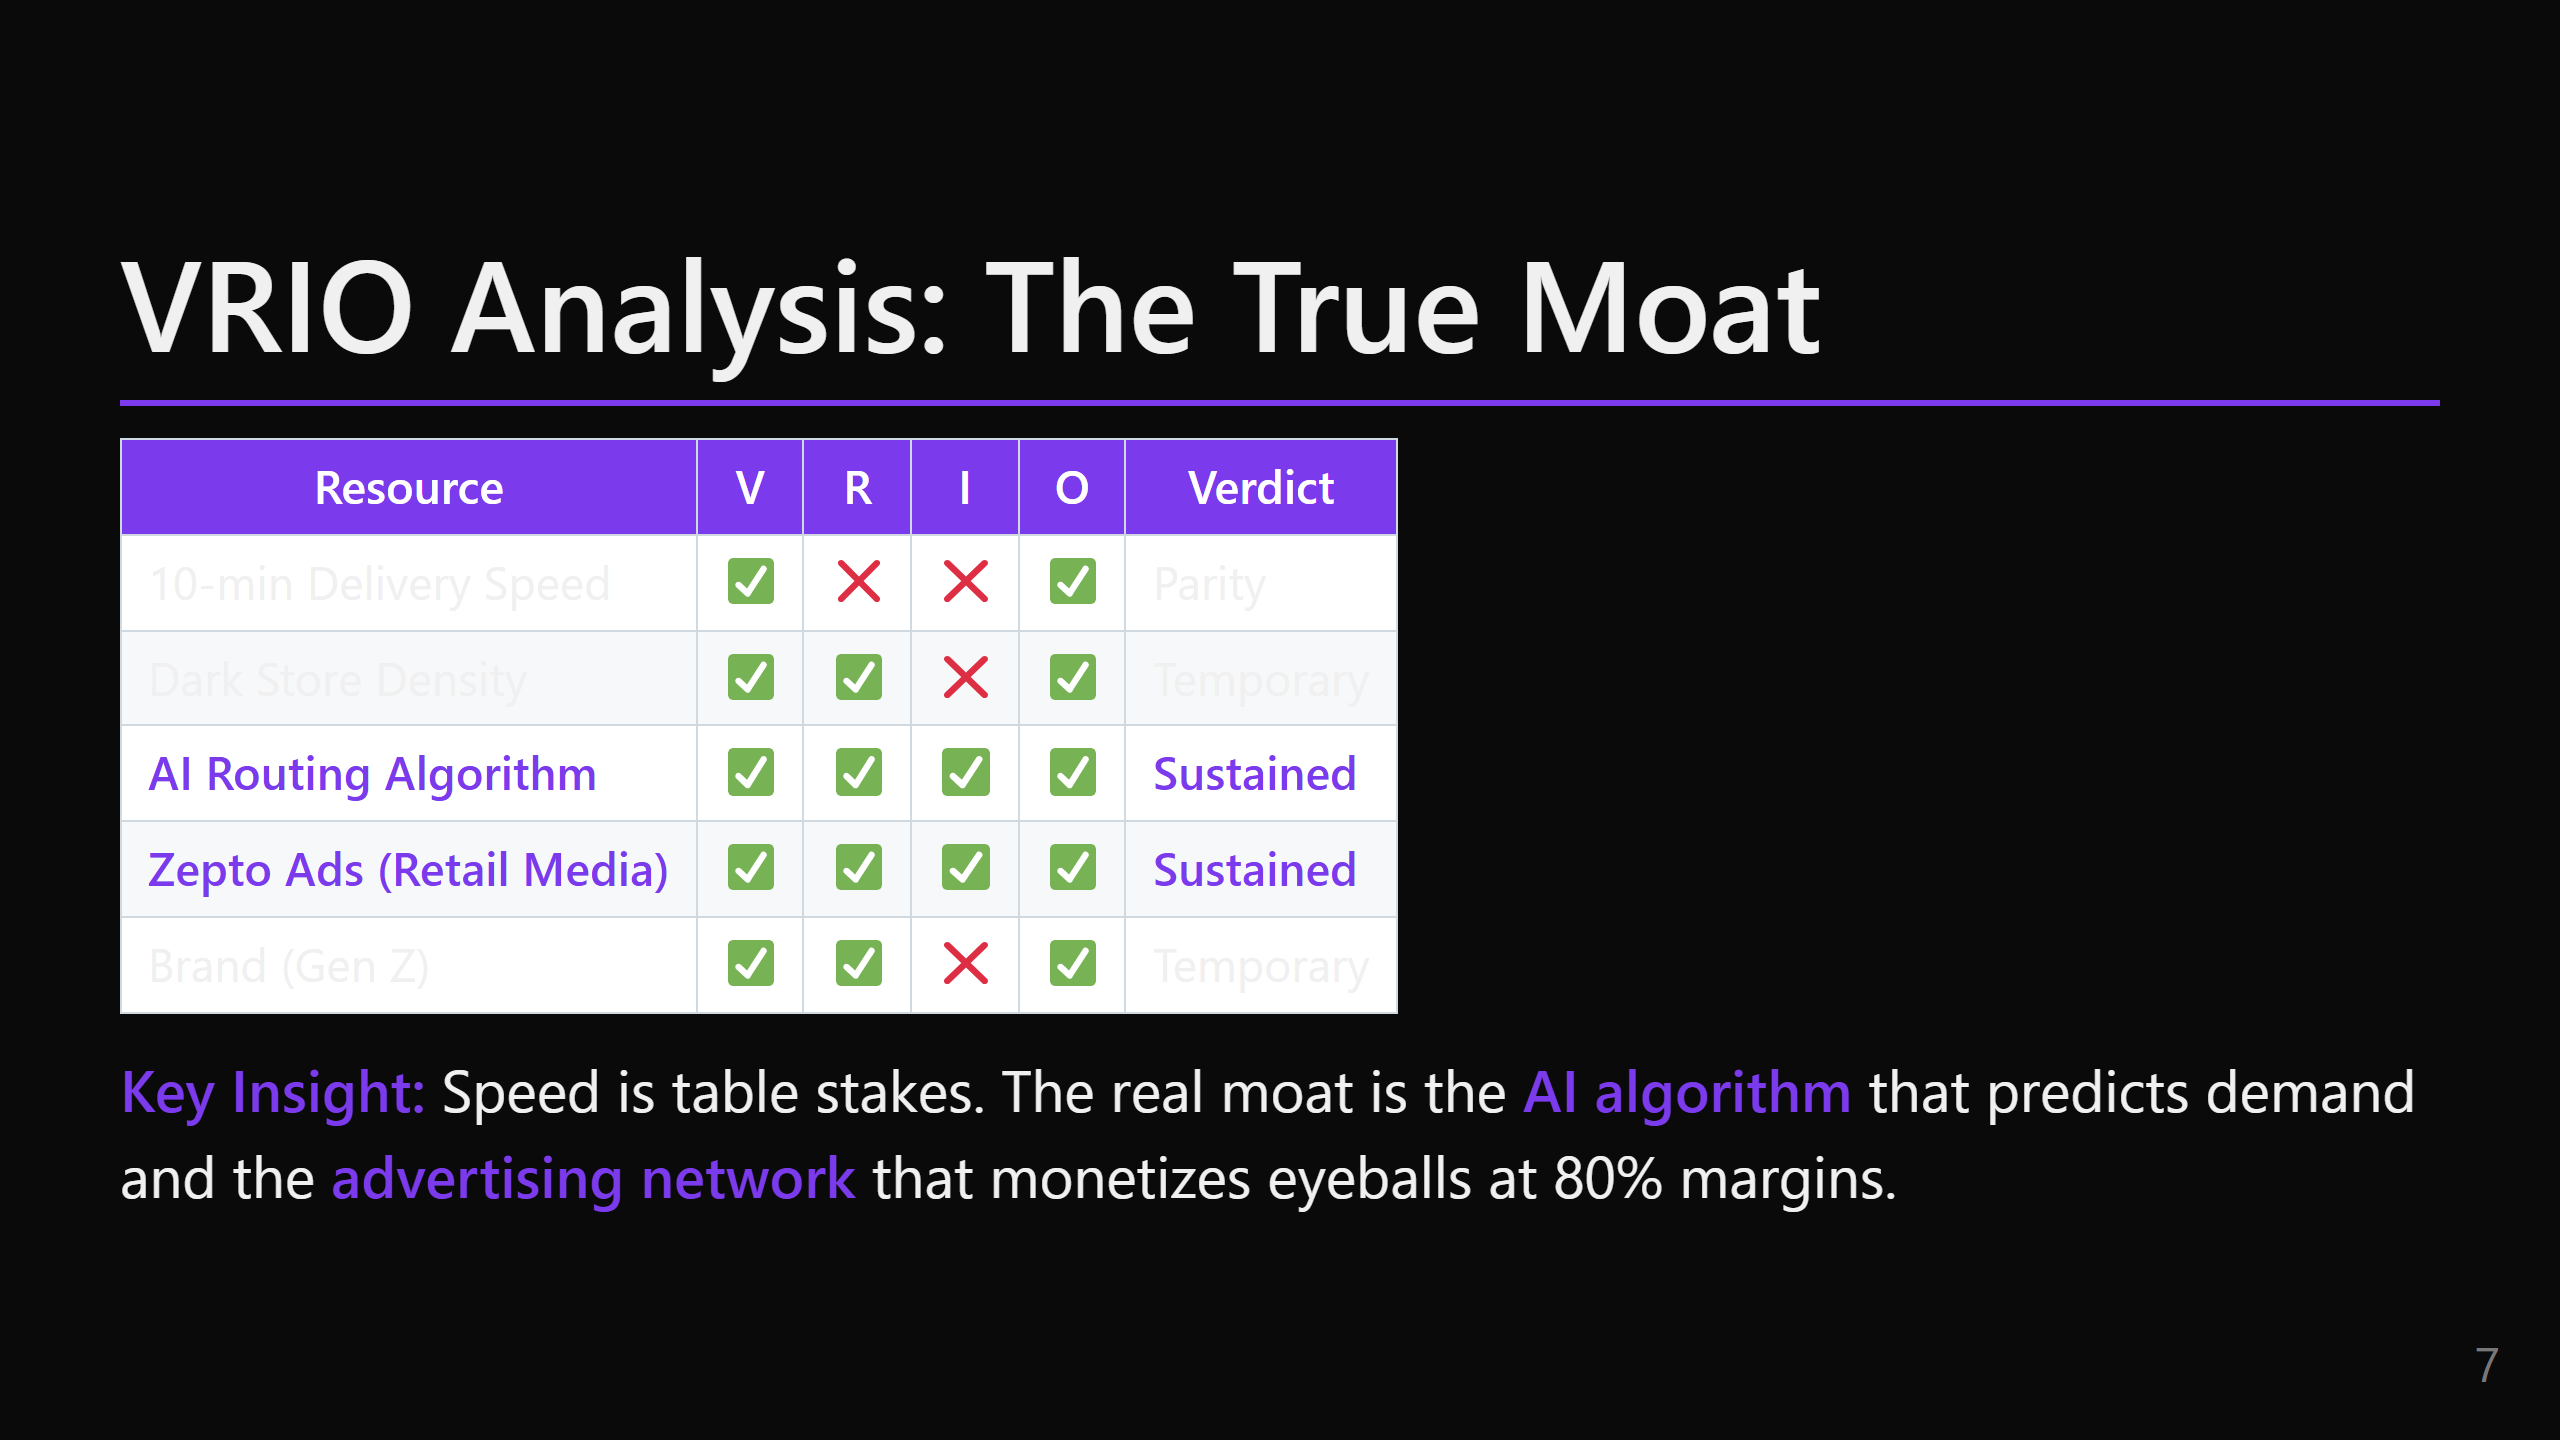 VRIO Analysis: The True Moat
Resource V R I O Verdict
10-min Delivery Speed ✅ ❌ ❌ ✅ Parity
Dark Store Density ✅ ✅ ❌ ✅ Temporary
AI Routing Algorithm ✅ ✅ ✅ ✅ Sustained
Zepto Ads (Retail Media) ✅ ✅ ✅ ✅ Sustained
Brand (Gen Z) ✅ ✅ ❌ ✅ Temporary
Key Insight: Speed is table stakes. The real moat is the AI algorithm that predicts demand
and the advertising network that monetizes eyeballs at 80% margins.
7